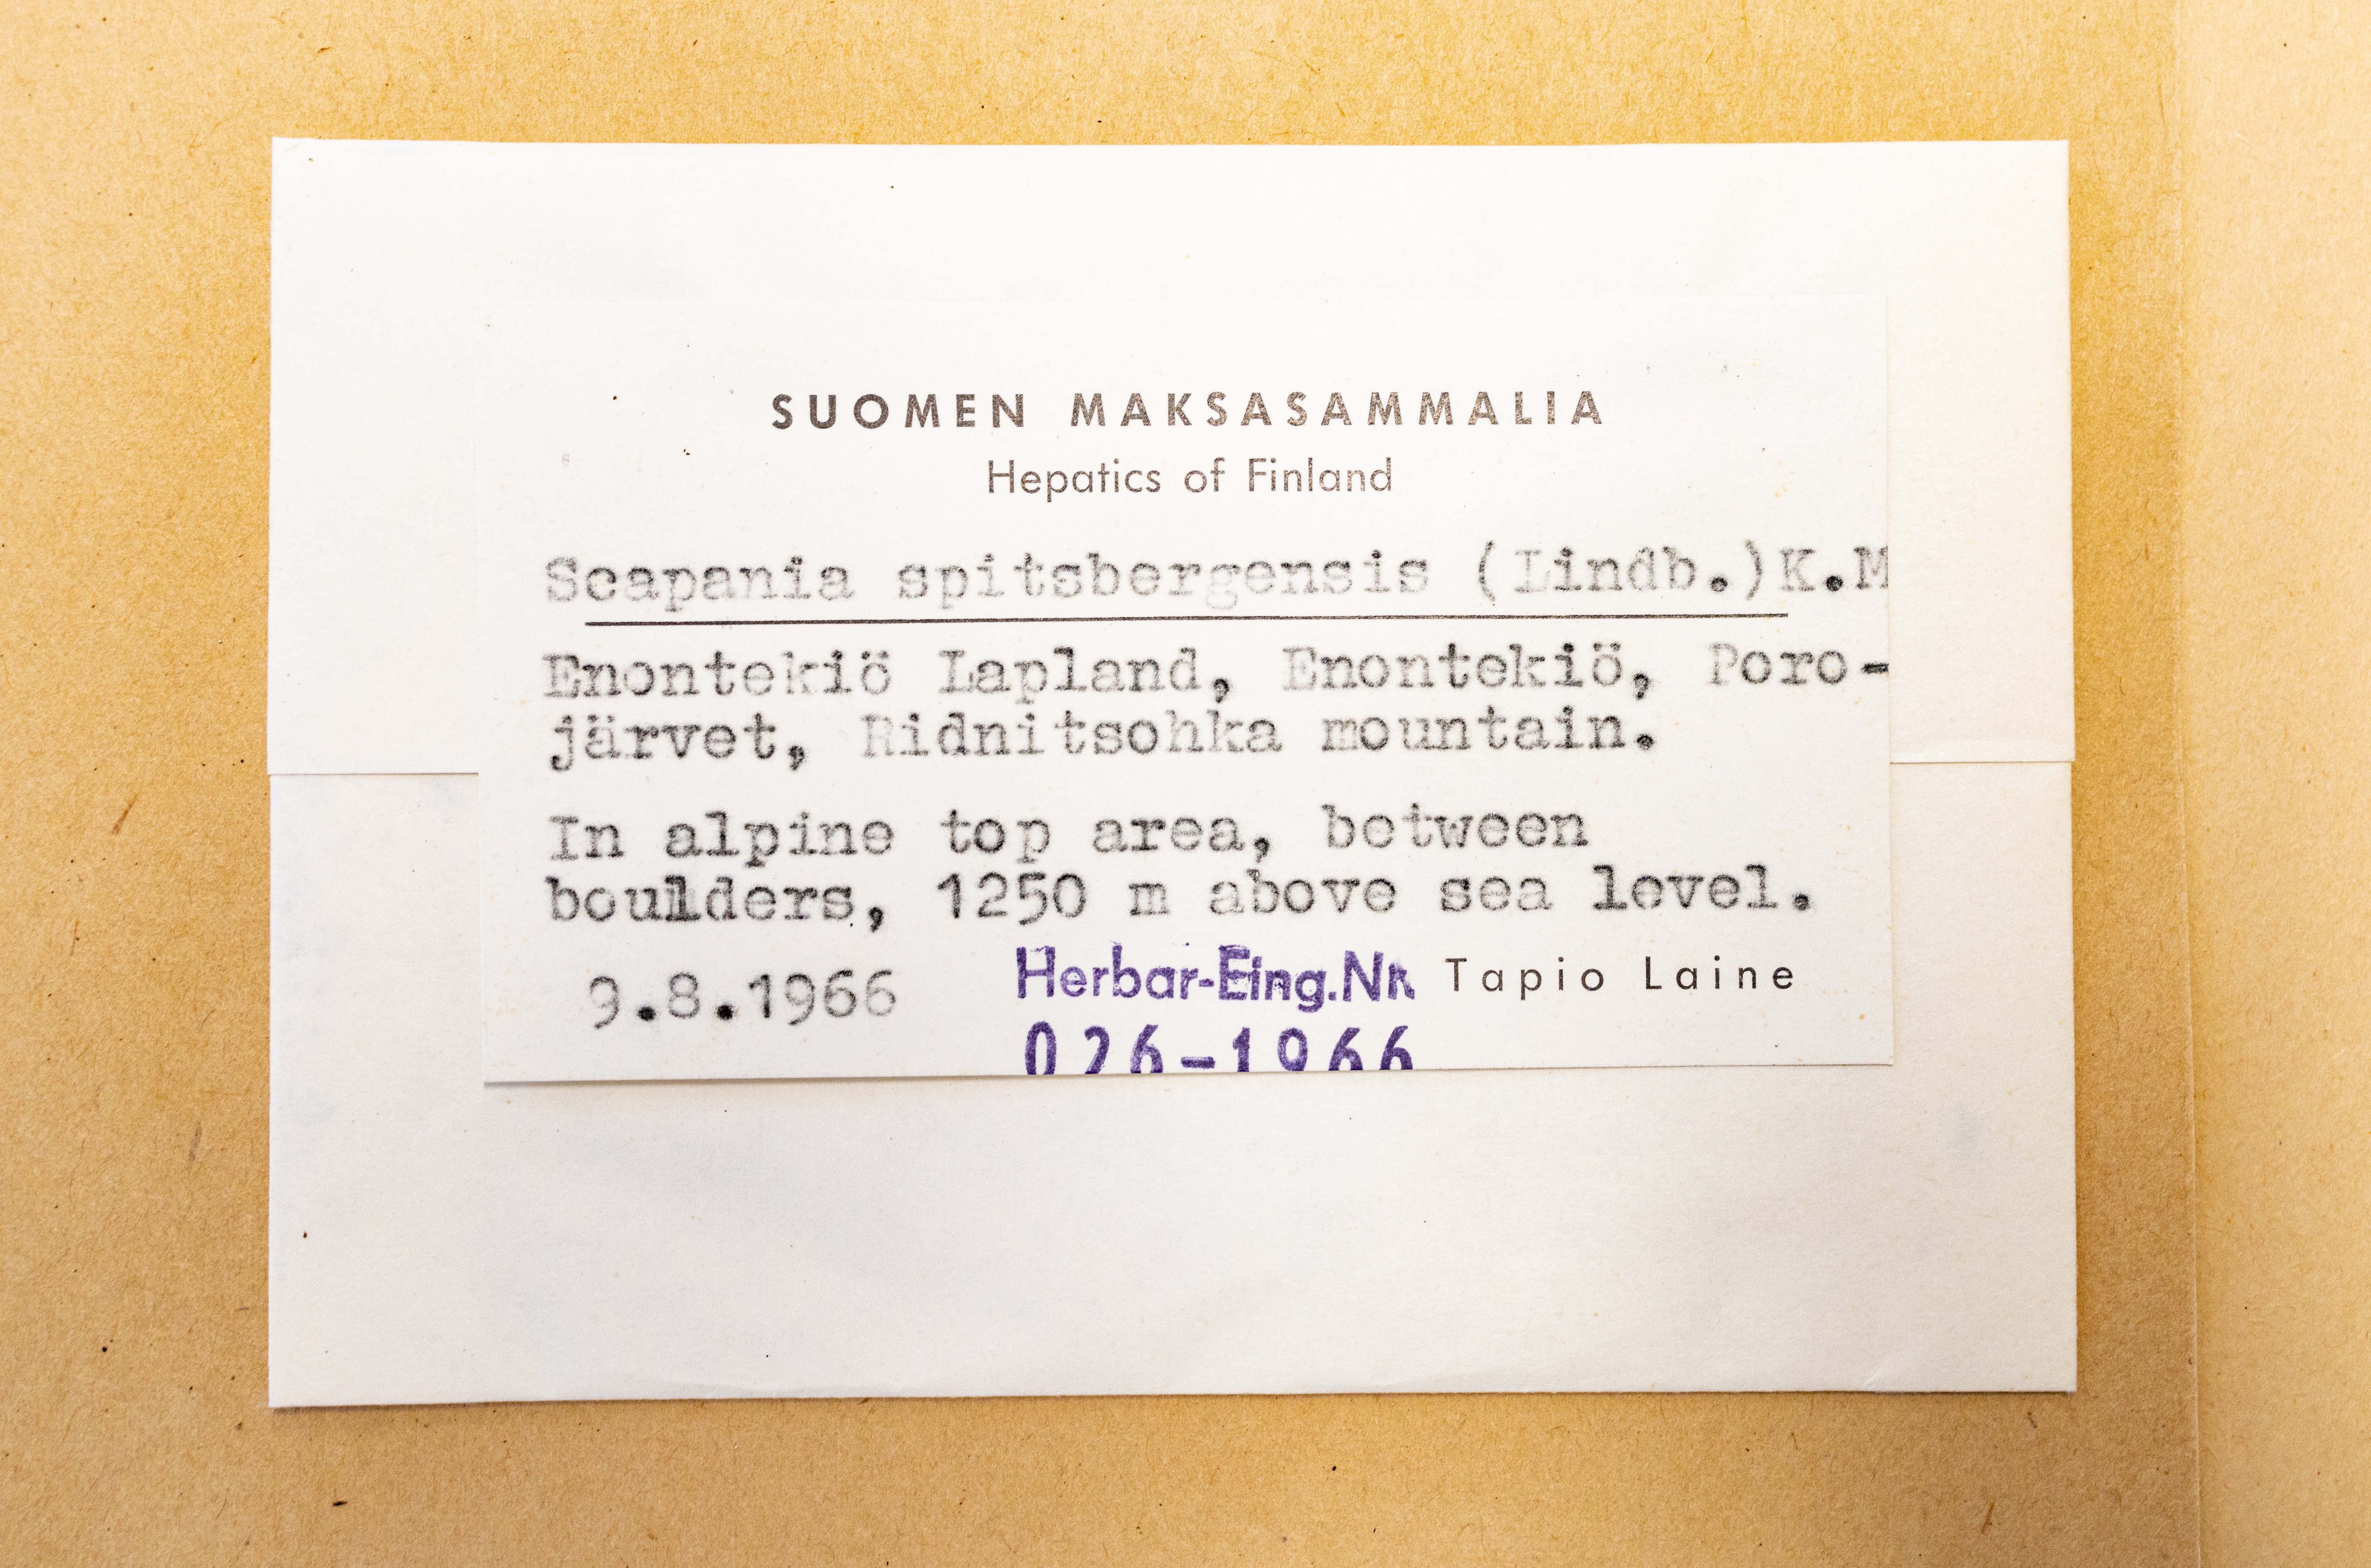 SUOMEN MAKSASAMMALIA
Hepatics of Finland
Scapania spitsbergensis (Lindb.)K.M
Enontekiö Lapland, Enontekiö, Poro-
järvet, Ridnitsohka mountain.
In alpine top area, between
boulders, 1250 m above sea level.
9.8.1966
Herbar-Eing.Nr. Tapio Laine
026-1966